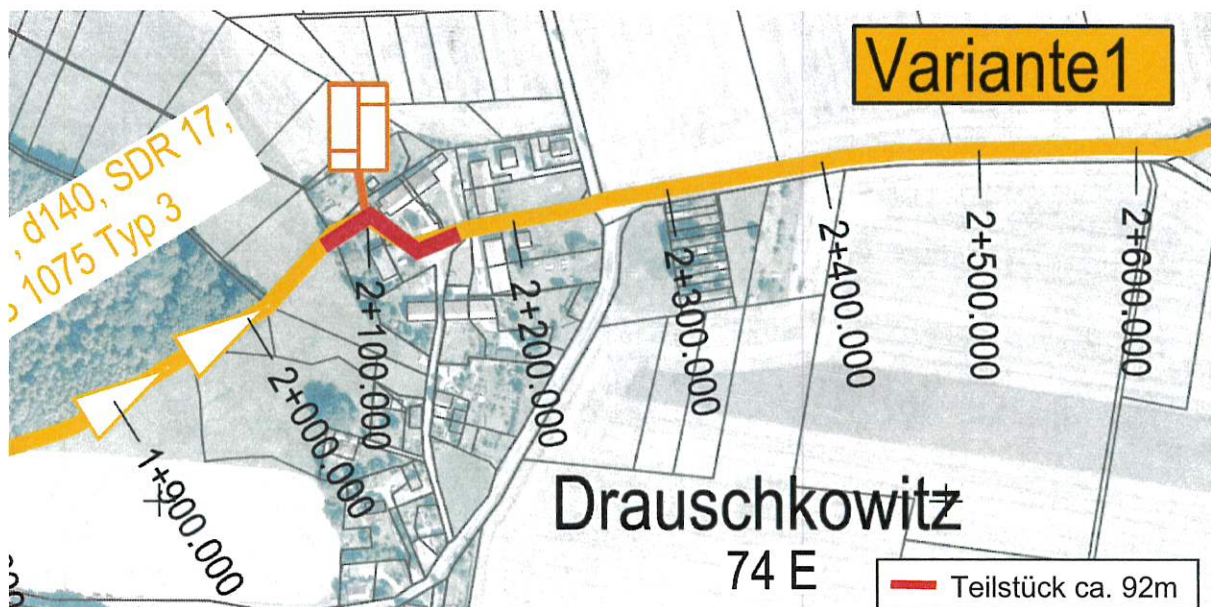 Variante1
, d140, SDR 17,
1075 Typ 3
2+100.000
2+200.000
2+300.000
2+400.000
2+500.000
2+600.000
2+000.000
1+900.000
Drauschkowitz
74 E
Teilstück ca. 92m